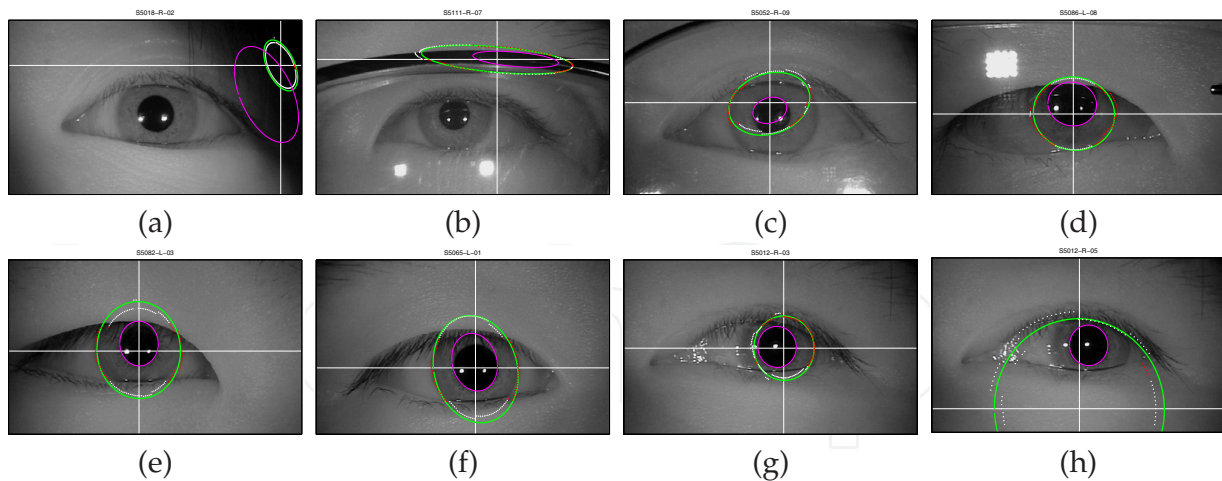 S5018-R-02 S5111-R-07 S5052-R-09 S5086-L-08
(a) (b) (c) (d)
S5082-L-03 S5065-L-01 S5012-R-03 S5012-R-05
(e) (f) (g) (h)